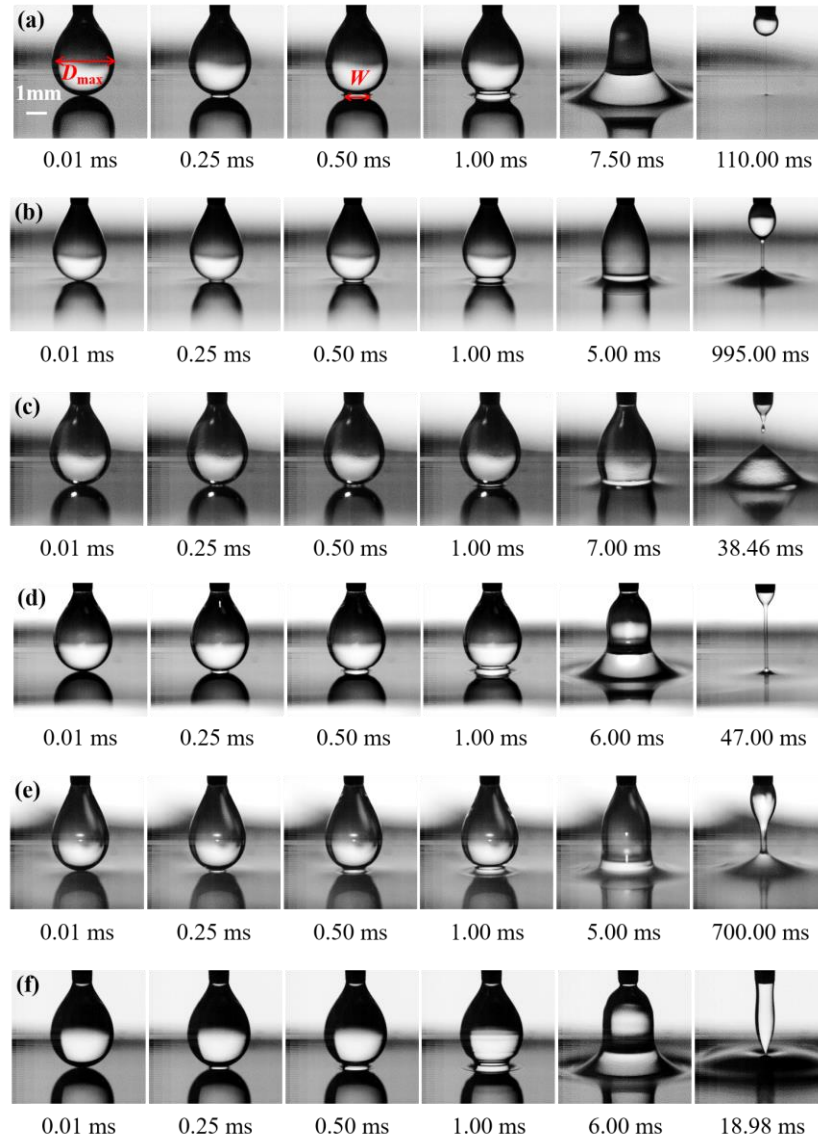 (a)
D_max
W
1mm
0.01 ms 0.25 ms 0.50 ms 1.00 ms 7.50 ms 110.00 ms
(b)
0.01 ms 0.25 ms 0.50 ms 1.00 ms 5.00 ms 995.00 ms
(c)
0.01 ms 0.25 ms 0.50 ms 1.00 ms 7.00 ms 38.46 ms
(d)
0.01 ms 0.25 ms 0.50 ms 1.00 ms 6.00 ms 47.00 ms
(e)
0.01 ms 0.25 ms 0.50 ms 1.00 ms 5.00 ms 700.00 ms
(f)
0.01 ms 0.25 ms 0.50 ms 1.00 ms 6.00 ms 18.98 ms